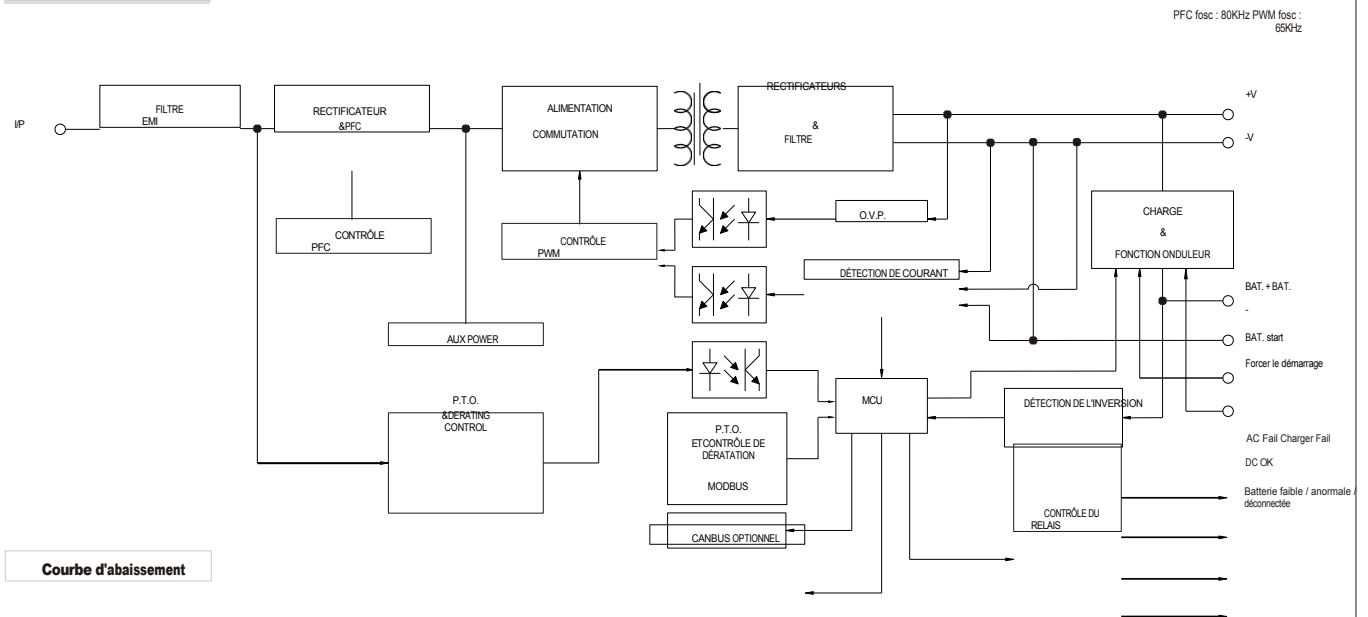 PFC fosc : 80KHz PWM fosc :
65KHz
I/P
FILTRE
EMI
RECTIFICATEUR
&PFC
ALIMENTATION
COMMUTATION
RECTIFICATEURS
&
FILTRE
+V
-V
CONTRÔLE
PFC
CONTRÔLE
PWM
O.V.P.
DÉTECTION DE COURANT
CHARGE
&
FONCTION ONDULEUR
BAT. + BAT.
-
BAT. start
Forcer le démarrage
AUX POWER
P.T.O.
&DERATING
CONTROL
P.T.O.
ETCONTRÔLE DE
DÉRATATION
MODBUS
CANBUS OPTIONNEL
MCU
DÉTECTION DE L'INVERSION
CONTRÔLE DU
RELAIS
AC Fail Charger Fail
DC OK
Batterie faible / anormale /
déconnectée
Courbe d'abaissement